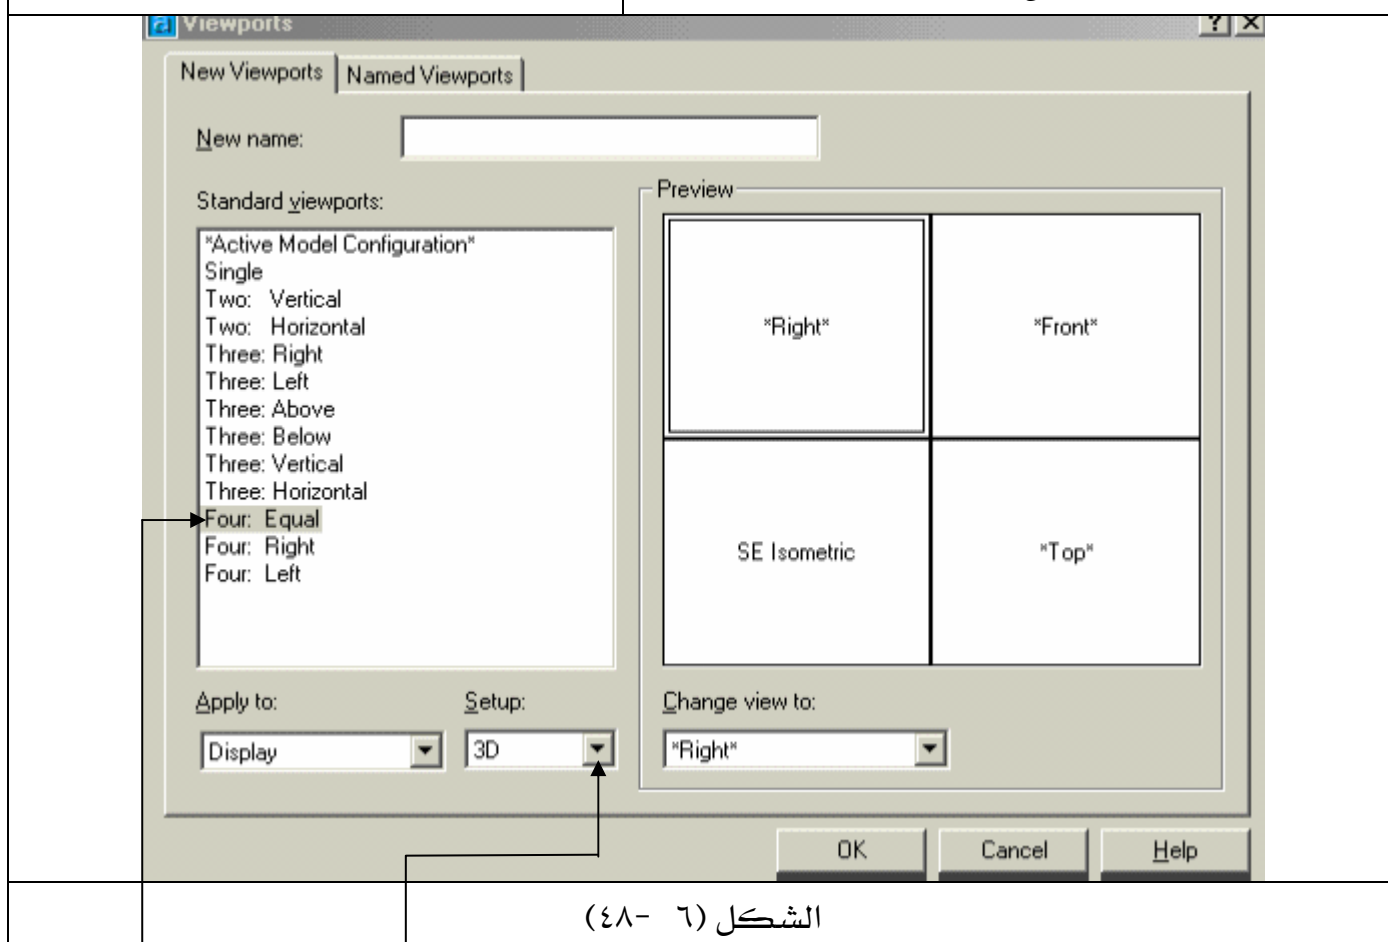 Viewports
New Viewports
Named Viewports
New name:
Standard viewports:
*Active Model Configuration*
Single
Two: Vertical
Two: Horizontal
Three: Right
Three: Left
Three: Above
Three: Below
Three: Vertical
Three: Horizontal
Four: Equal
Four: Right
Four: Left
Preview
*Right*
*Front*
SE Isometric
*Top*
Apply to:
Setup:
Change view to:
Display
3D
*Right*
OK
Cancel
Help
الشكل (٦ -٤٨)